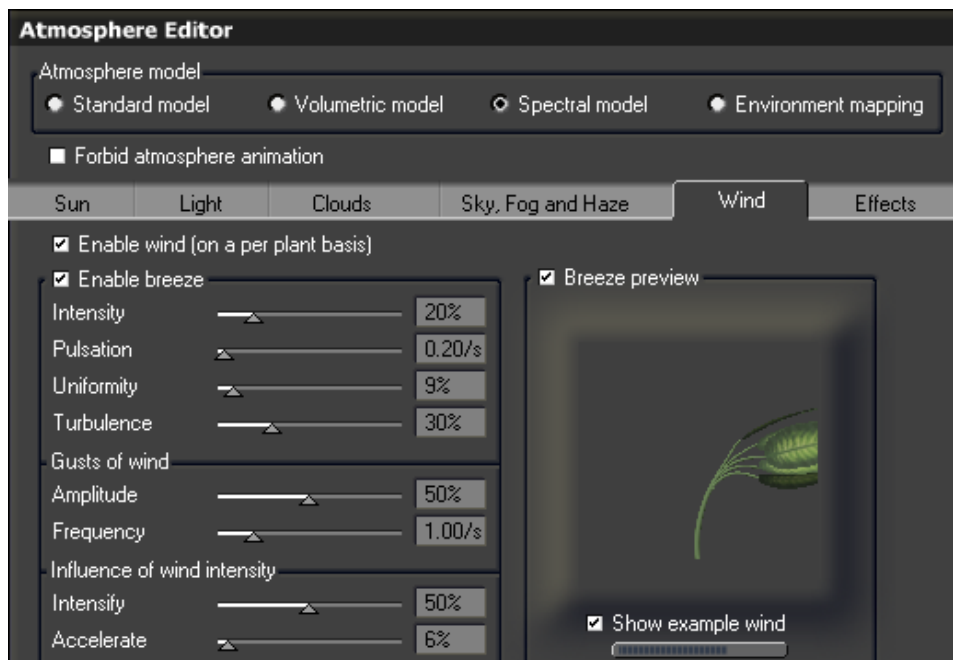 Atmosphere Editor
Atmosphere model
Standard model Volumetric model Spectral model Environment mapping
Forbid atmosphere animation
Sun Light Clouds Sky, Fog and Haze Wind Effects
Enable wind (on a per plant basis)
Enable breeze
Intensity 20%
Pulsation 0.20/s
Uniformity 9%
Turbulence 30%
Gusts of wind
Amplitude 50%
Frequency 1.00/s
Influence of wind intensity
Intensify 50%
Accelerate 6%
Breeze preview
Show example wind